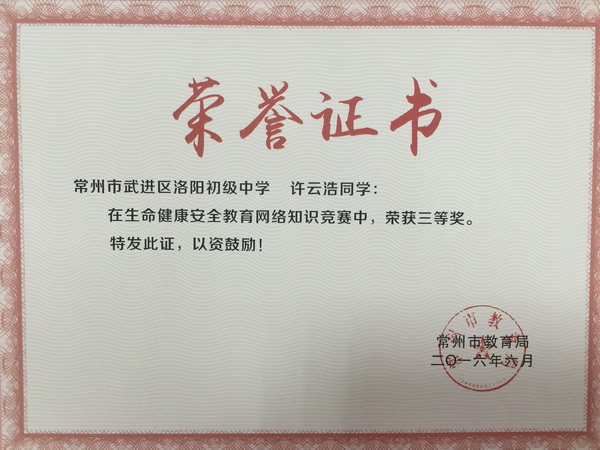 荣誉证书
常州市武进区洛阳初级中学 许云浩同学：
在生命健康安全教育网络知识竞赛中，荣获三等奖。
特发此证，以资鼓励！
常州市教育局
二〇一六年六月